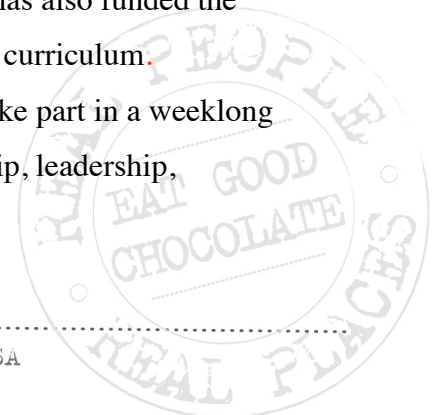 has also funded the
curriculum.
ke part in a weeklong
ip, leadership,
REAL PEOPLE
EAT GOOD
CHOCOLATE
REAL PLACES
SA